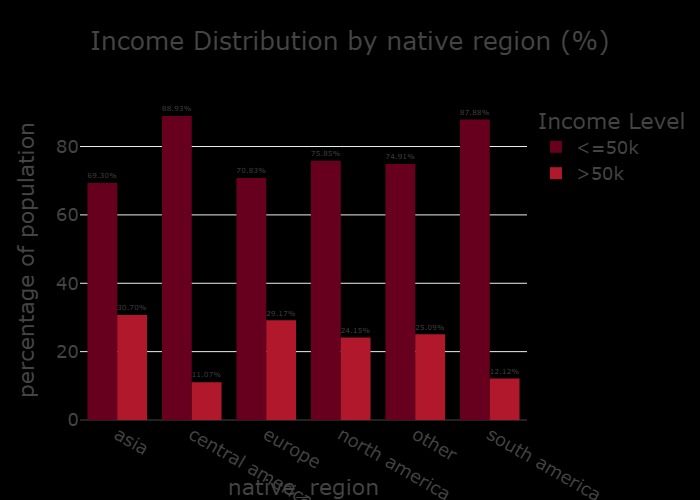 Income Distribution by native region (%)
Income Level
<=50k
>50k
percentage of population
80
60
40
20
0
69.30%
30.70%
88.93%
11.07%
70.83%
29.17%
75.85%
24.15%
74.91%
25.09%
87.88%
12.12%
asia
central america
europe
north america
other
south america
native_region